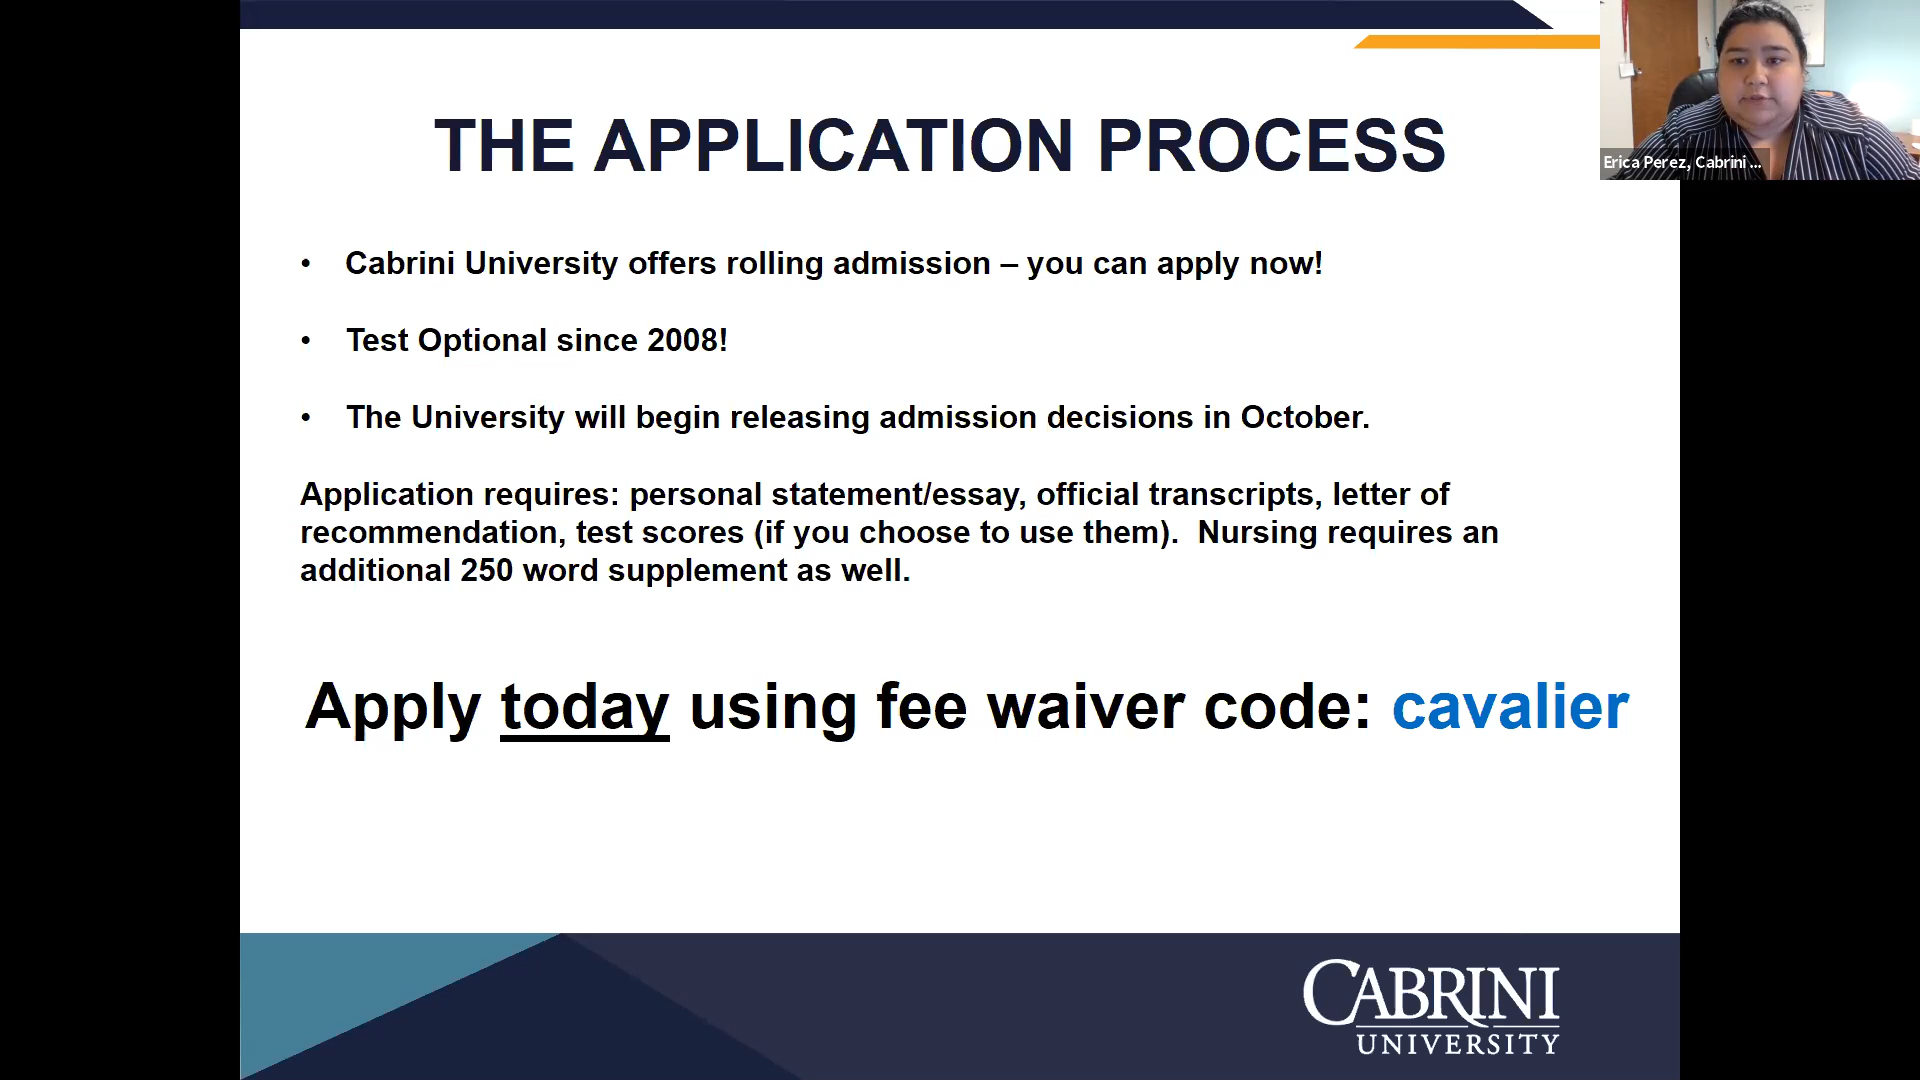 THE APPLICATION PROCESS
Erica Perez, Cabrini ...
• Cabrini University offers rolling admission – you can apply now!
• Test Optional since 2008!
• The University will begin releasing admission decisions in October.
Application requires: personal statement/essay, official transcripts, letter of
recommendation, test scores (if you choose to use them). Nursing requires an
additional 250 word supplement as well.
Apply today using fee waiver code: cavalier
CABRINI
UNIVERSITY